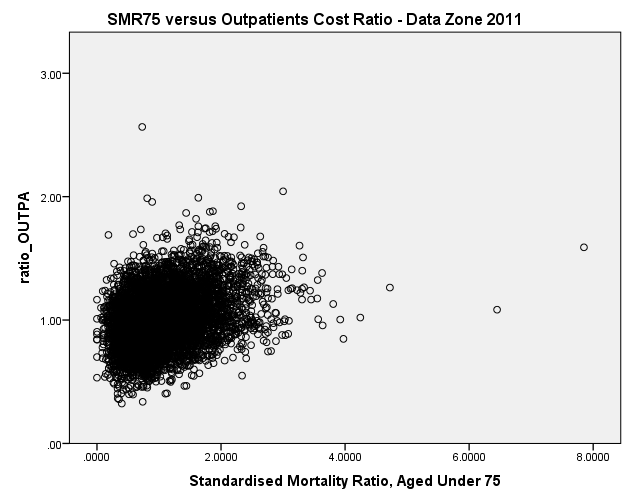 SMR75 versus Outpatients Cost Ratio - Data Zone 2011
3.00
2.00
ratio_OUTPA
1.00
.00
.0000 2.0000 4.0000 6.0000 8.0000
Standardised Mortality Ratio, Aged Under 75